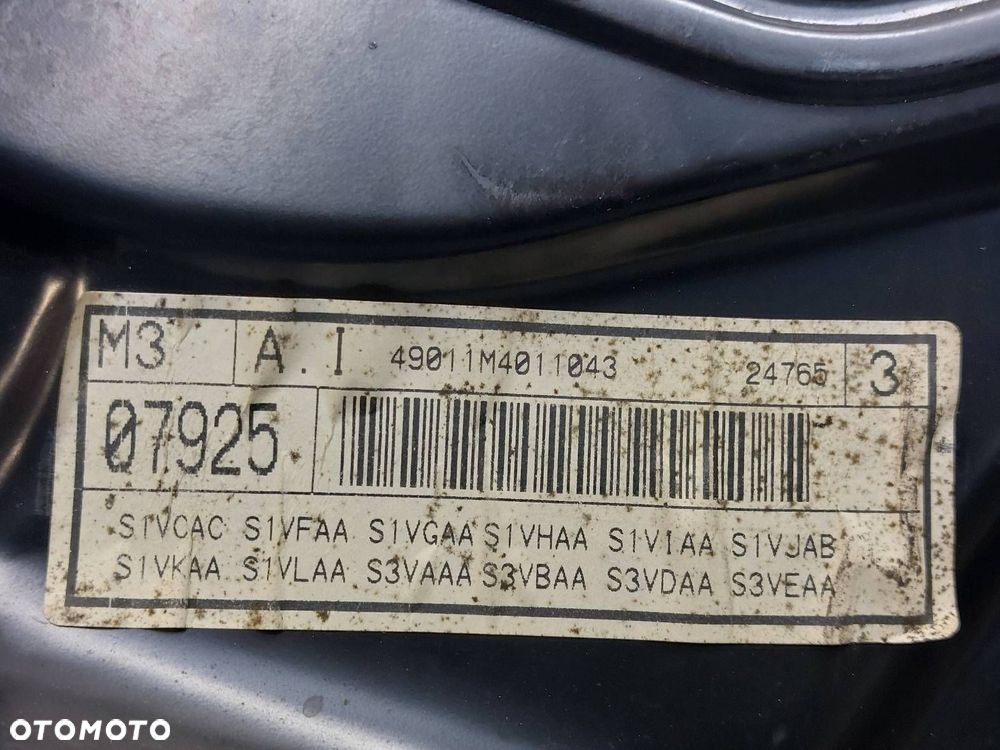 M3 A.I 49011M4011043 24765 3
07925
S1VCAC S1VFAA S1VGAA S1VHAA S1VIAA S1VJAB
S1VKAA S1VLAA S3VAAA S3VBAA S3VDAA S3VEAA
OTOMOTO